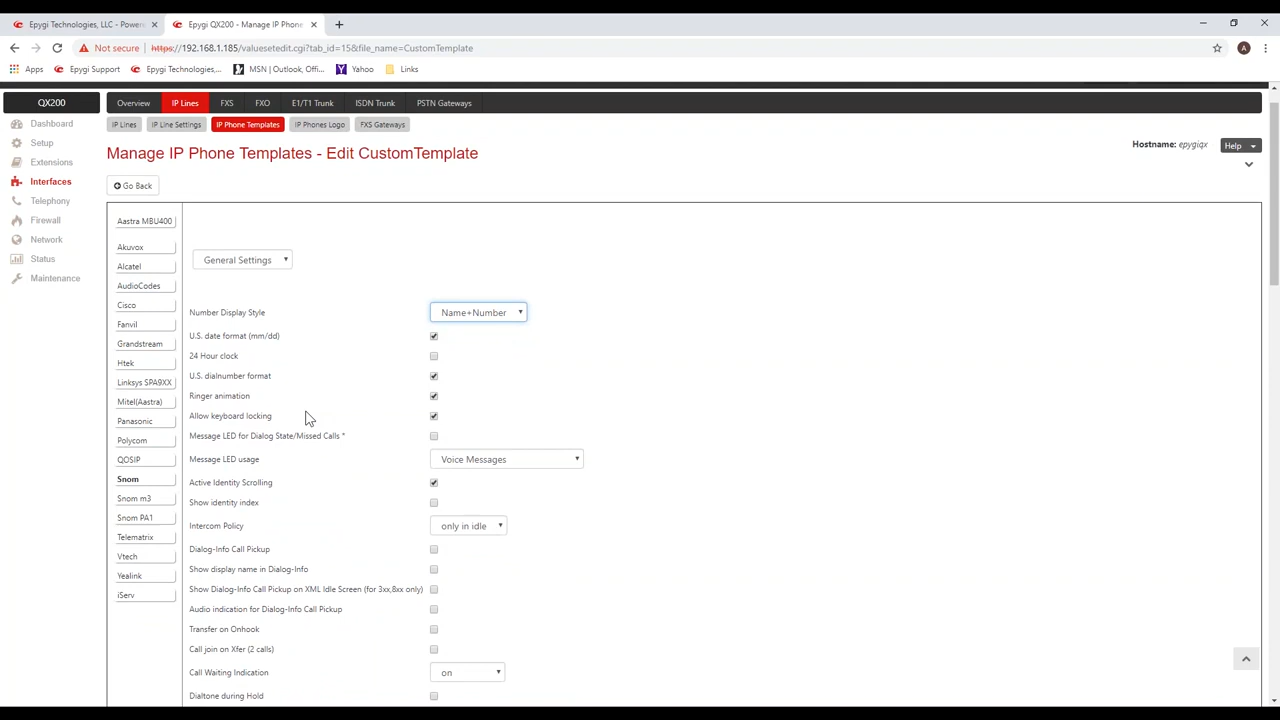 Epygi Technologies, LLC - Powere
Epygi QX200 - Manage IP Phone
Not secure
https://192.168.1.185/valuesetedit.cgi?tab_id=15&file_name=CustomTemplate
A
Apps
Epygi Support
Epygi Technologies,...
MSN | Outlook, Offi...
Yahoo
Links
QX200
Overview
IP Lines
FXS
FXO
E1/T1 Trunk
ISDN Trunk
PSTN Gateways
Dashboard
IP Lines
IP Line Settings
IP Phone Templates
IP Phones Logo
FXS Gateways
Setup
Manage IP Phone Templates - Edit CustomTemplate
Hostname: epygiqx
Help
Extensions
Interfaces
Go Back
Telephony
Firewall
Network
Status
Maintenance
Aastra MBU400
Akuvox
Alcatel
AudioCodes
Cisco
Fanvil
Grandstream
Htek
Linksys SPA9XX
Mitel(Aastra)
Panasonic
Polycom
QOSIP
Snom
Snom m3
Snom PA1
Telematrix
Vtech
Yealink
iServ
General Settings
Number Display Style
Name+Number
U.S. date format (mm/dd)
24 Hour clock
U.S. dialnumber format
Ringer animation
Allow keyboard locking
Message LED for Dialog State/Missed Calls *
Message LED usage
Voice Messages
Active Identity Scrolling
Show identity index
Intercom Policy
only in idle
Dialog-Info Call Pickup
Show display name in Dialog-Info
Show Dialog-Info Call Pickup on XML Idle Screen (for 3xx,8xx only)
Audio indication for Dialog-Info Call Pickup
Transfer on Onhook
Call join on Xfer (2 calls)
Call Waiting Indication
on
Dialtone during Hold